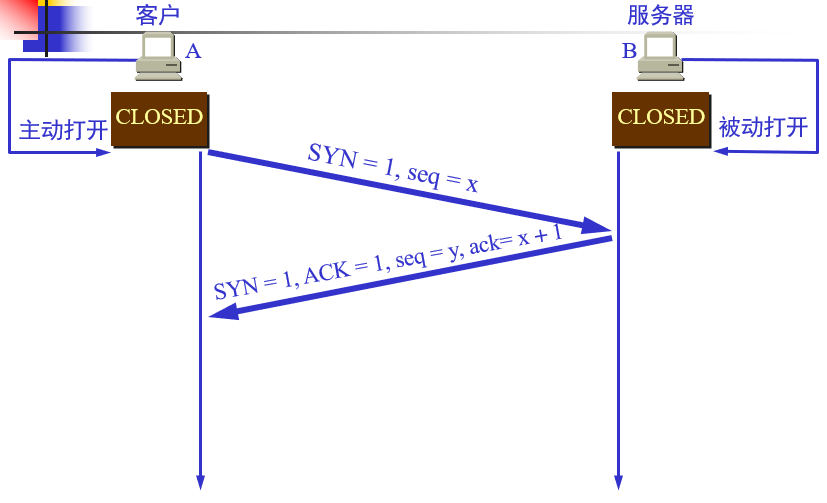 客户
服务器
A
B
CLOSED
CLOSED
主动打开
被动打开
SYN = 1, seq = x
SYN = 1, ACK = 1, seq = y, ack= x + 1